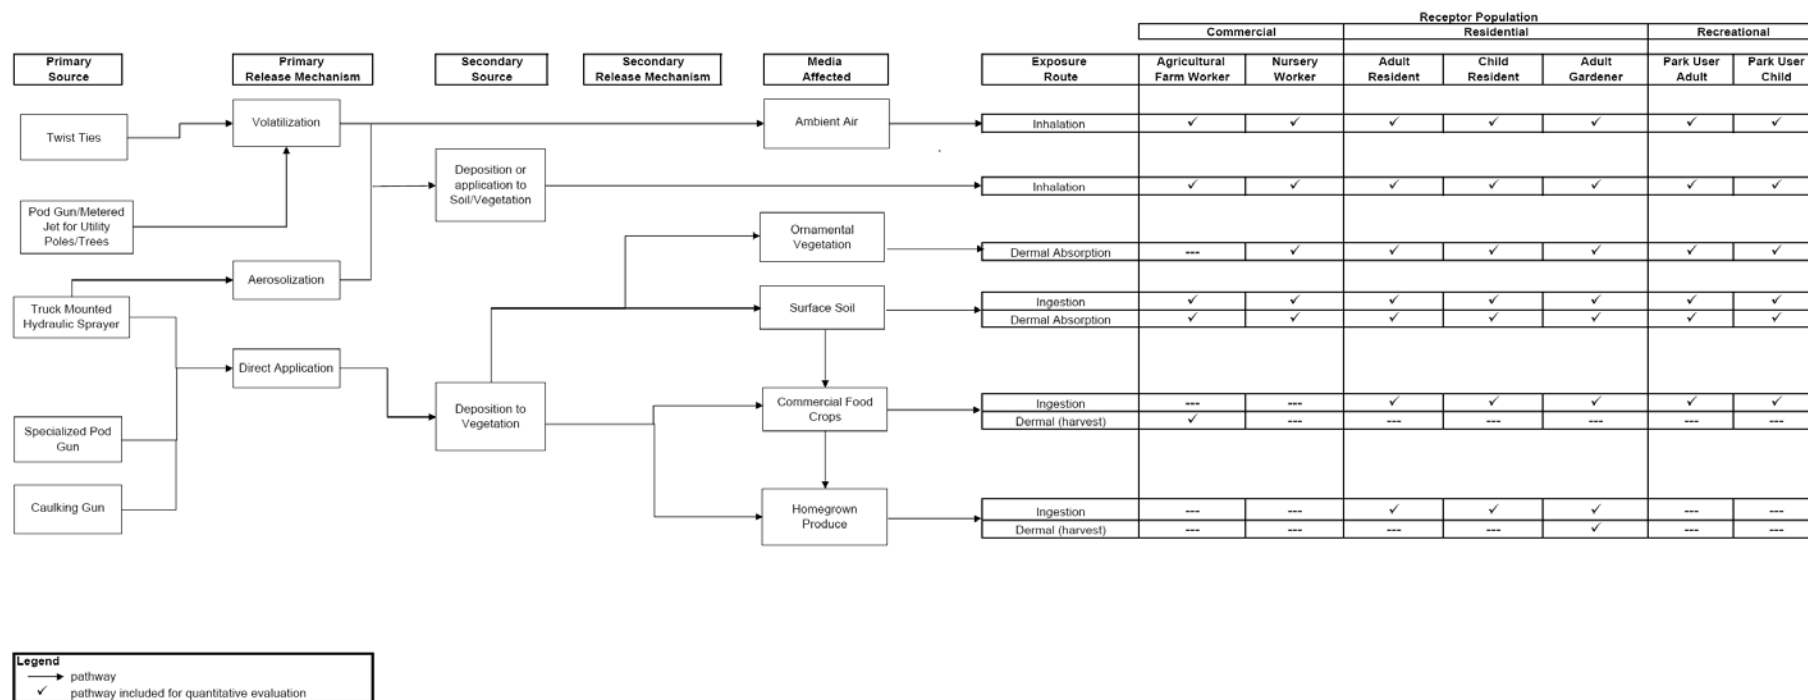 Receptor Population
Commercial Residential Recreational
Primary Primary Secondary Secondary Media Exposure Agricultural Nursery Adult Child Adult Park User Park User
Source Release Mechanism Source Release Mechanism Affected Route Farm Worker Worker Resident Resident Gardener Adult Child
Twist Ties
Volatilization
Ambient Air
Inhalation ✓ ✓ ✓ ✓ ✓ ✓ ✓
Deposition or
application to
Soil/Vegetation
Inhalation ✓ ✓ ✓ ✓ ✓ ✓ ✓
Pod Gun/Metered
Jet for Utility
Poles/Trees
Ornamental
Vegetation
Dermal Absorption --- ✓ ✓ ✓ ✓ ✓ ✓
Aerosolization
Truck Mounted
Hydraulic Sprayer
Surface Soil
Ingestion ✓ ✓ ✓ ✓ ✓ ✓ ✓
Dermal Absorption ✓ ✓ ✓ ✓ ✓ ✓ ✓
Direct Application
Deposition to
Vegetation
Commercial Food
Crops
Ingestion --- --- ✓ ✓ ✓ ✓ ✓
Dermal (harvest) ✓ --- --- --- --- --- ---
Specialized Pod
Gun
Caulking Gun
Homegrown
Produce
Ingestion --- --- ✓ ✓ ✓ --- ---
Dermal (harvest) --- --- --- --- ✓ --- ---
Legend
pathway
✓ pathway included for quantitative evaluation